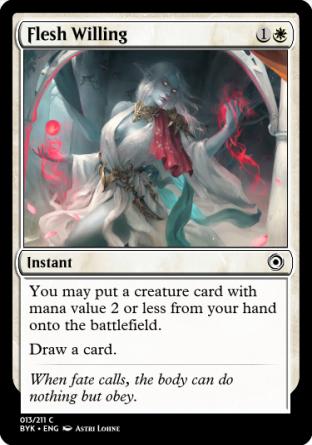 Flesh Willing 1
Instant
You may put a creature card with
mana value 2 or less from your hand
onto the battlefield.
Draw a card.
When fate calls, the body can do
nothing but obey.
013/211 C
BYK • ENG Astri Lohne